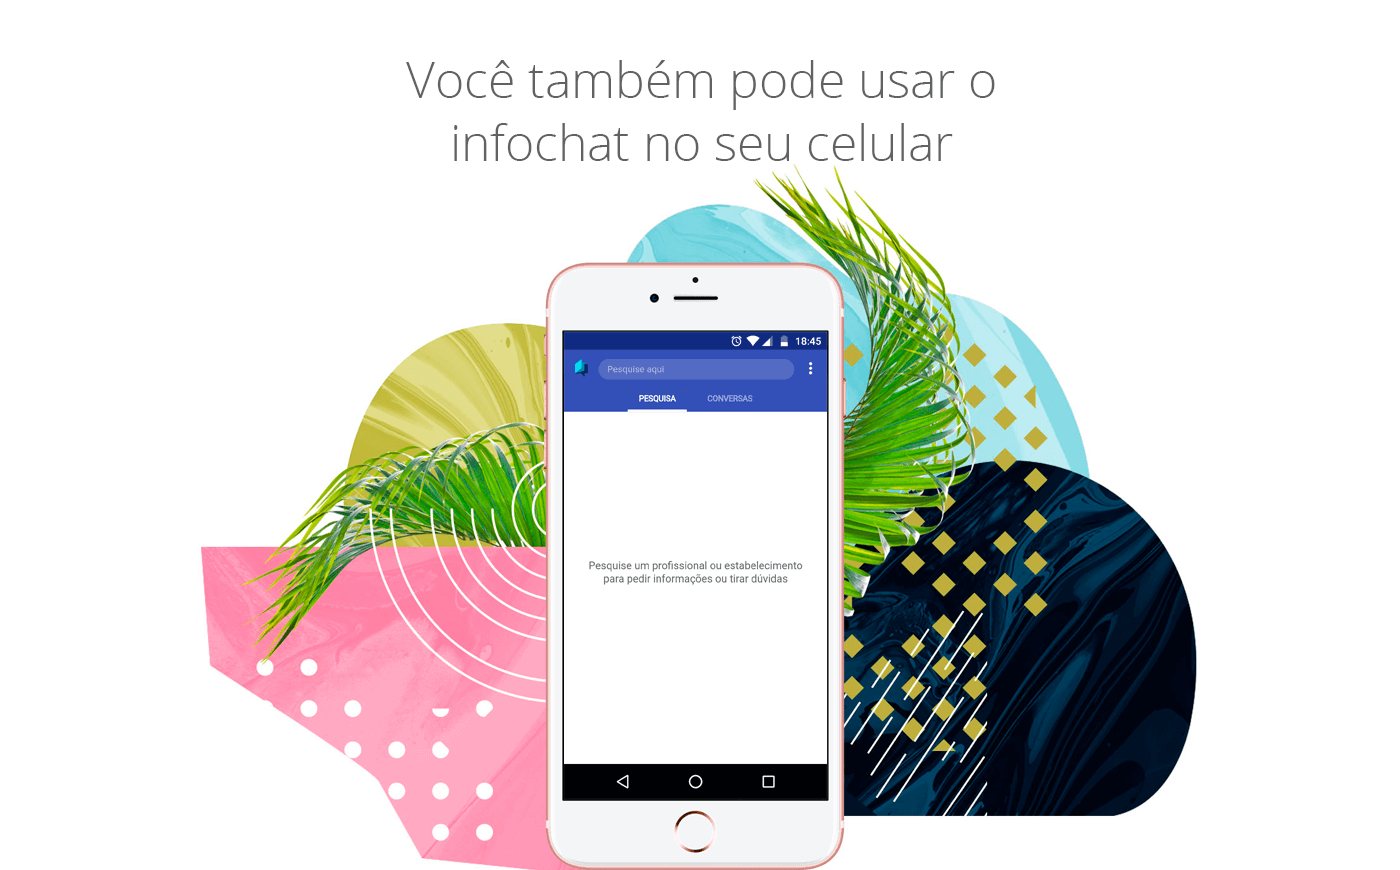 Você também pode usar o
infochat no seu celular
18:45
Pesquise aqui
PESQUISA CONVERSAS
Pesquise um profissional ou estabelecimento
para pedir informações ou tirar dúvidas